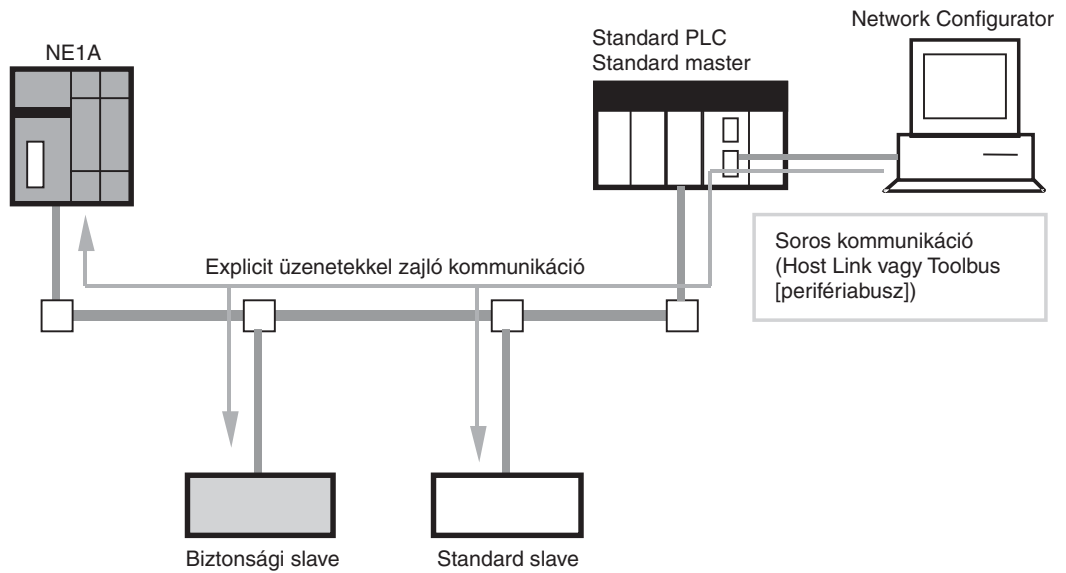 Network Configurator
NE1A
Standard PLC
Standard master
Soros kommunikáció
(Host Link vagy Toolbus
[perifériabusz])
Explicit üzenetekkel zajló kommunikáció
Biztonsági slave
Standard slave